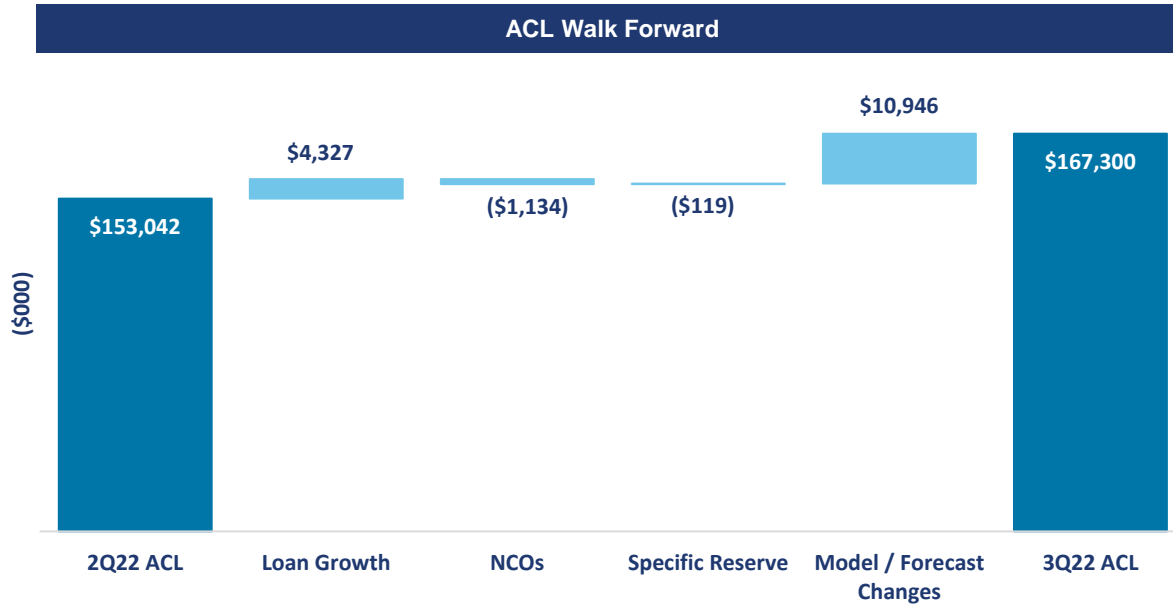 ACL Walk Forward
$10,946
$4,327
$167,300
($1,134)
($119)
$153,042
($000)
2Q22 ACL
Loan Growth
NCOs
Specific Reserve
Model / Forecast
Changes
3Q22 ACL